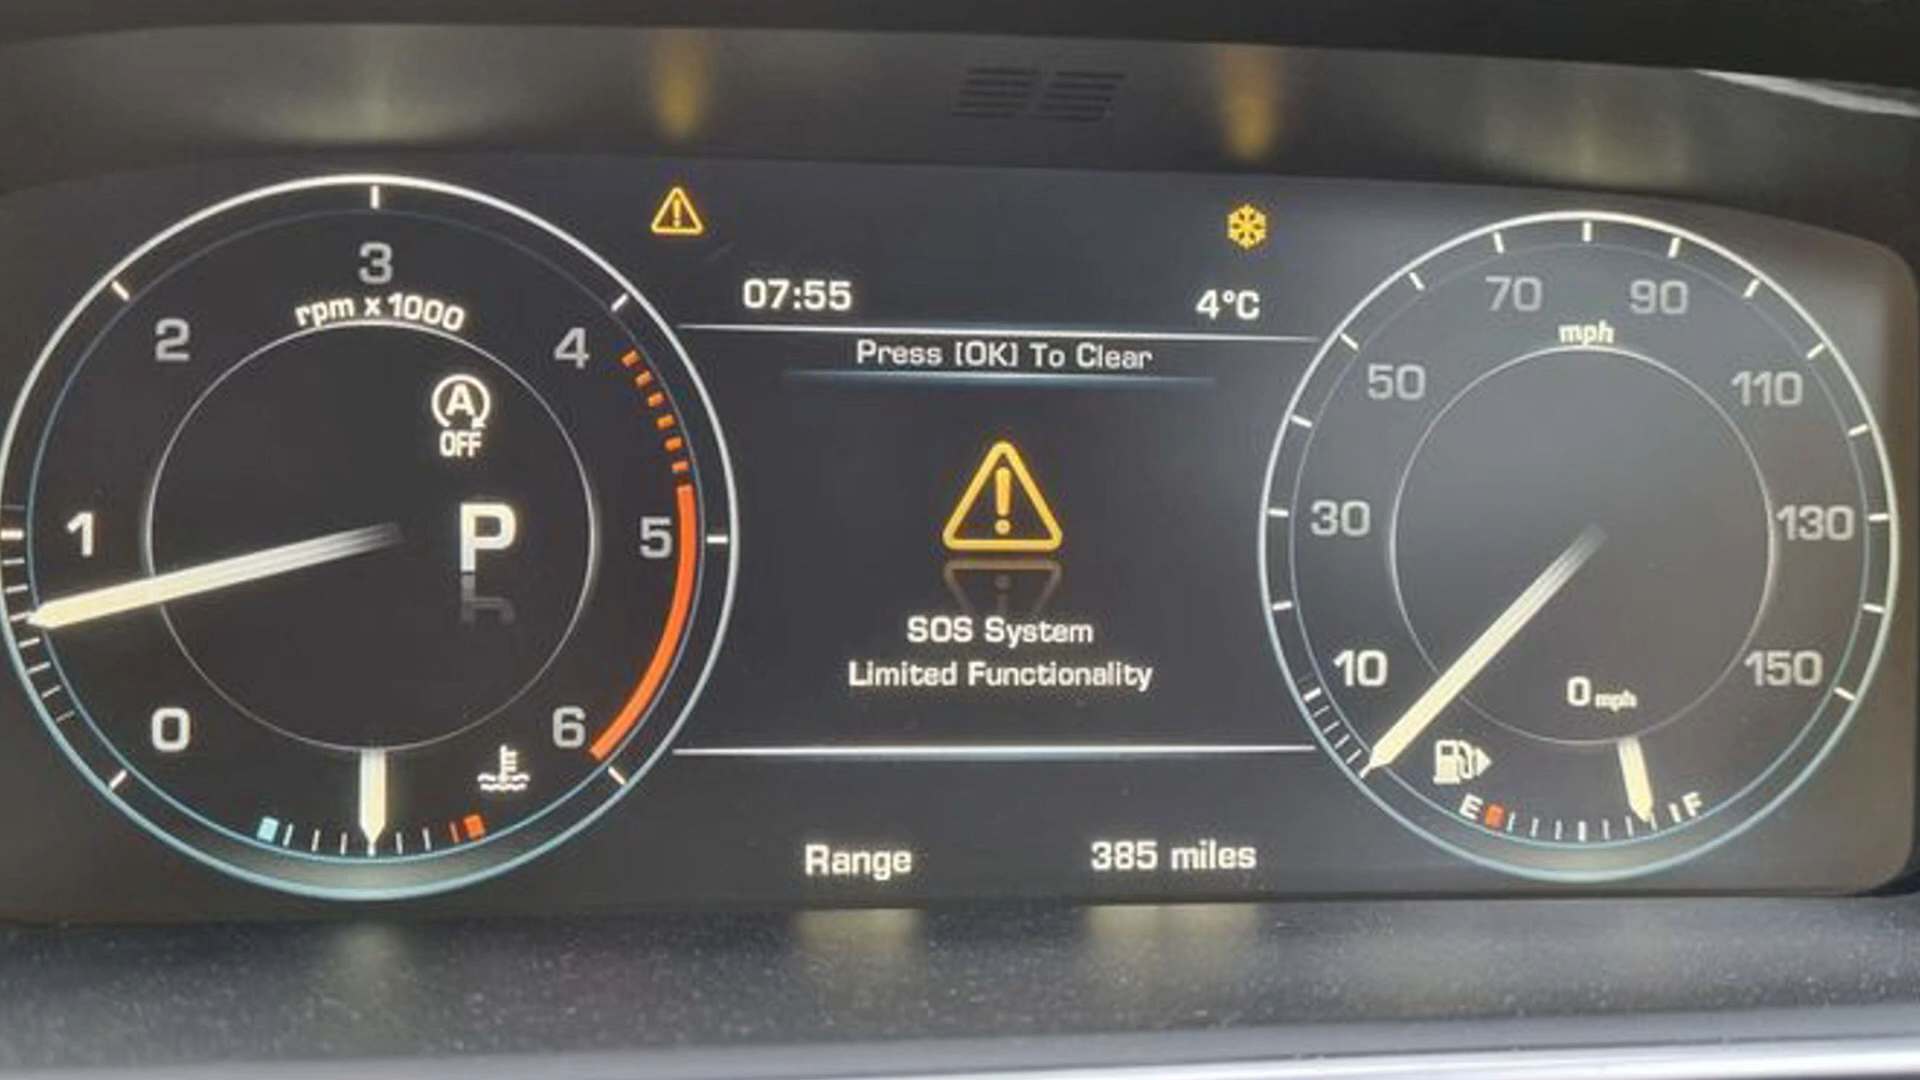 3
rpm x 1000
2
4
1
5
0
6
A
OFF
P
07:55
4°C
Press [OK] To Clear
SOS System
Limited Functionality
Range
385 miles
70
90
mph
50
110
30
130
10
150
0 mph
E
F